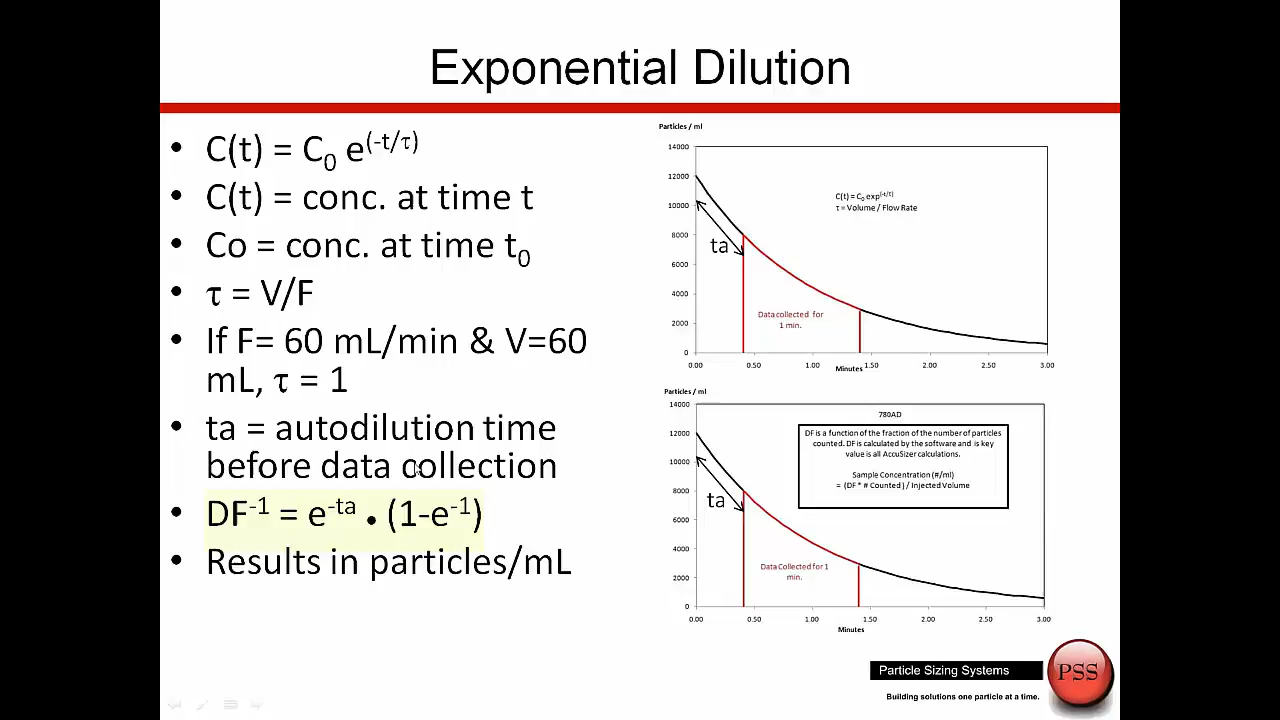 Exponential Dilution
• C(t) = C₀ e^(-t/τ)
• C(t) = conc. at time t
• Co = conc. at time t₀
• τ = V/F
• If F= 60 mL/min & V=60
mL, τ = 1
• ta = autodilution time
before data collection
• DF⁻¹ = e^-ta • (1-e⁻¹)
• Results in particles/mL
Particles / ml
14000
12000
10000
8000
6000
4000
2000
0
C(t) = C₀ exp^(-t/τ)
τ = Volume / Flow Rate
ta
Data collected for
1 min.
0.00 0.50 1.00 1.50 2.00 2.50 3.00
Minutes
Particles / ml
14000
12000
10000
8000
6000
4000
2000
0
780AD
DF is a function of the fraction of the number of particles
counted. DF is calculated by the software and is key
value is all AccuSizer calculations.
Sample Concentration (#/ml)
= (DF * # Counted ) / Injected Volume
ta
Data Collected for 1
min.
0.00 0.50 1.00 1.50 2.00 2.50 3.00
Minutes
Particle Sizing Systems
PSS
Building solutions one particle at a time.